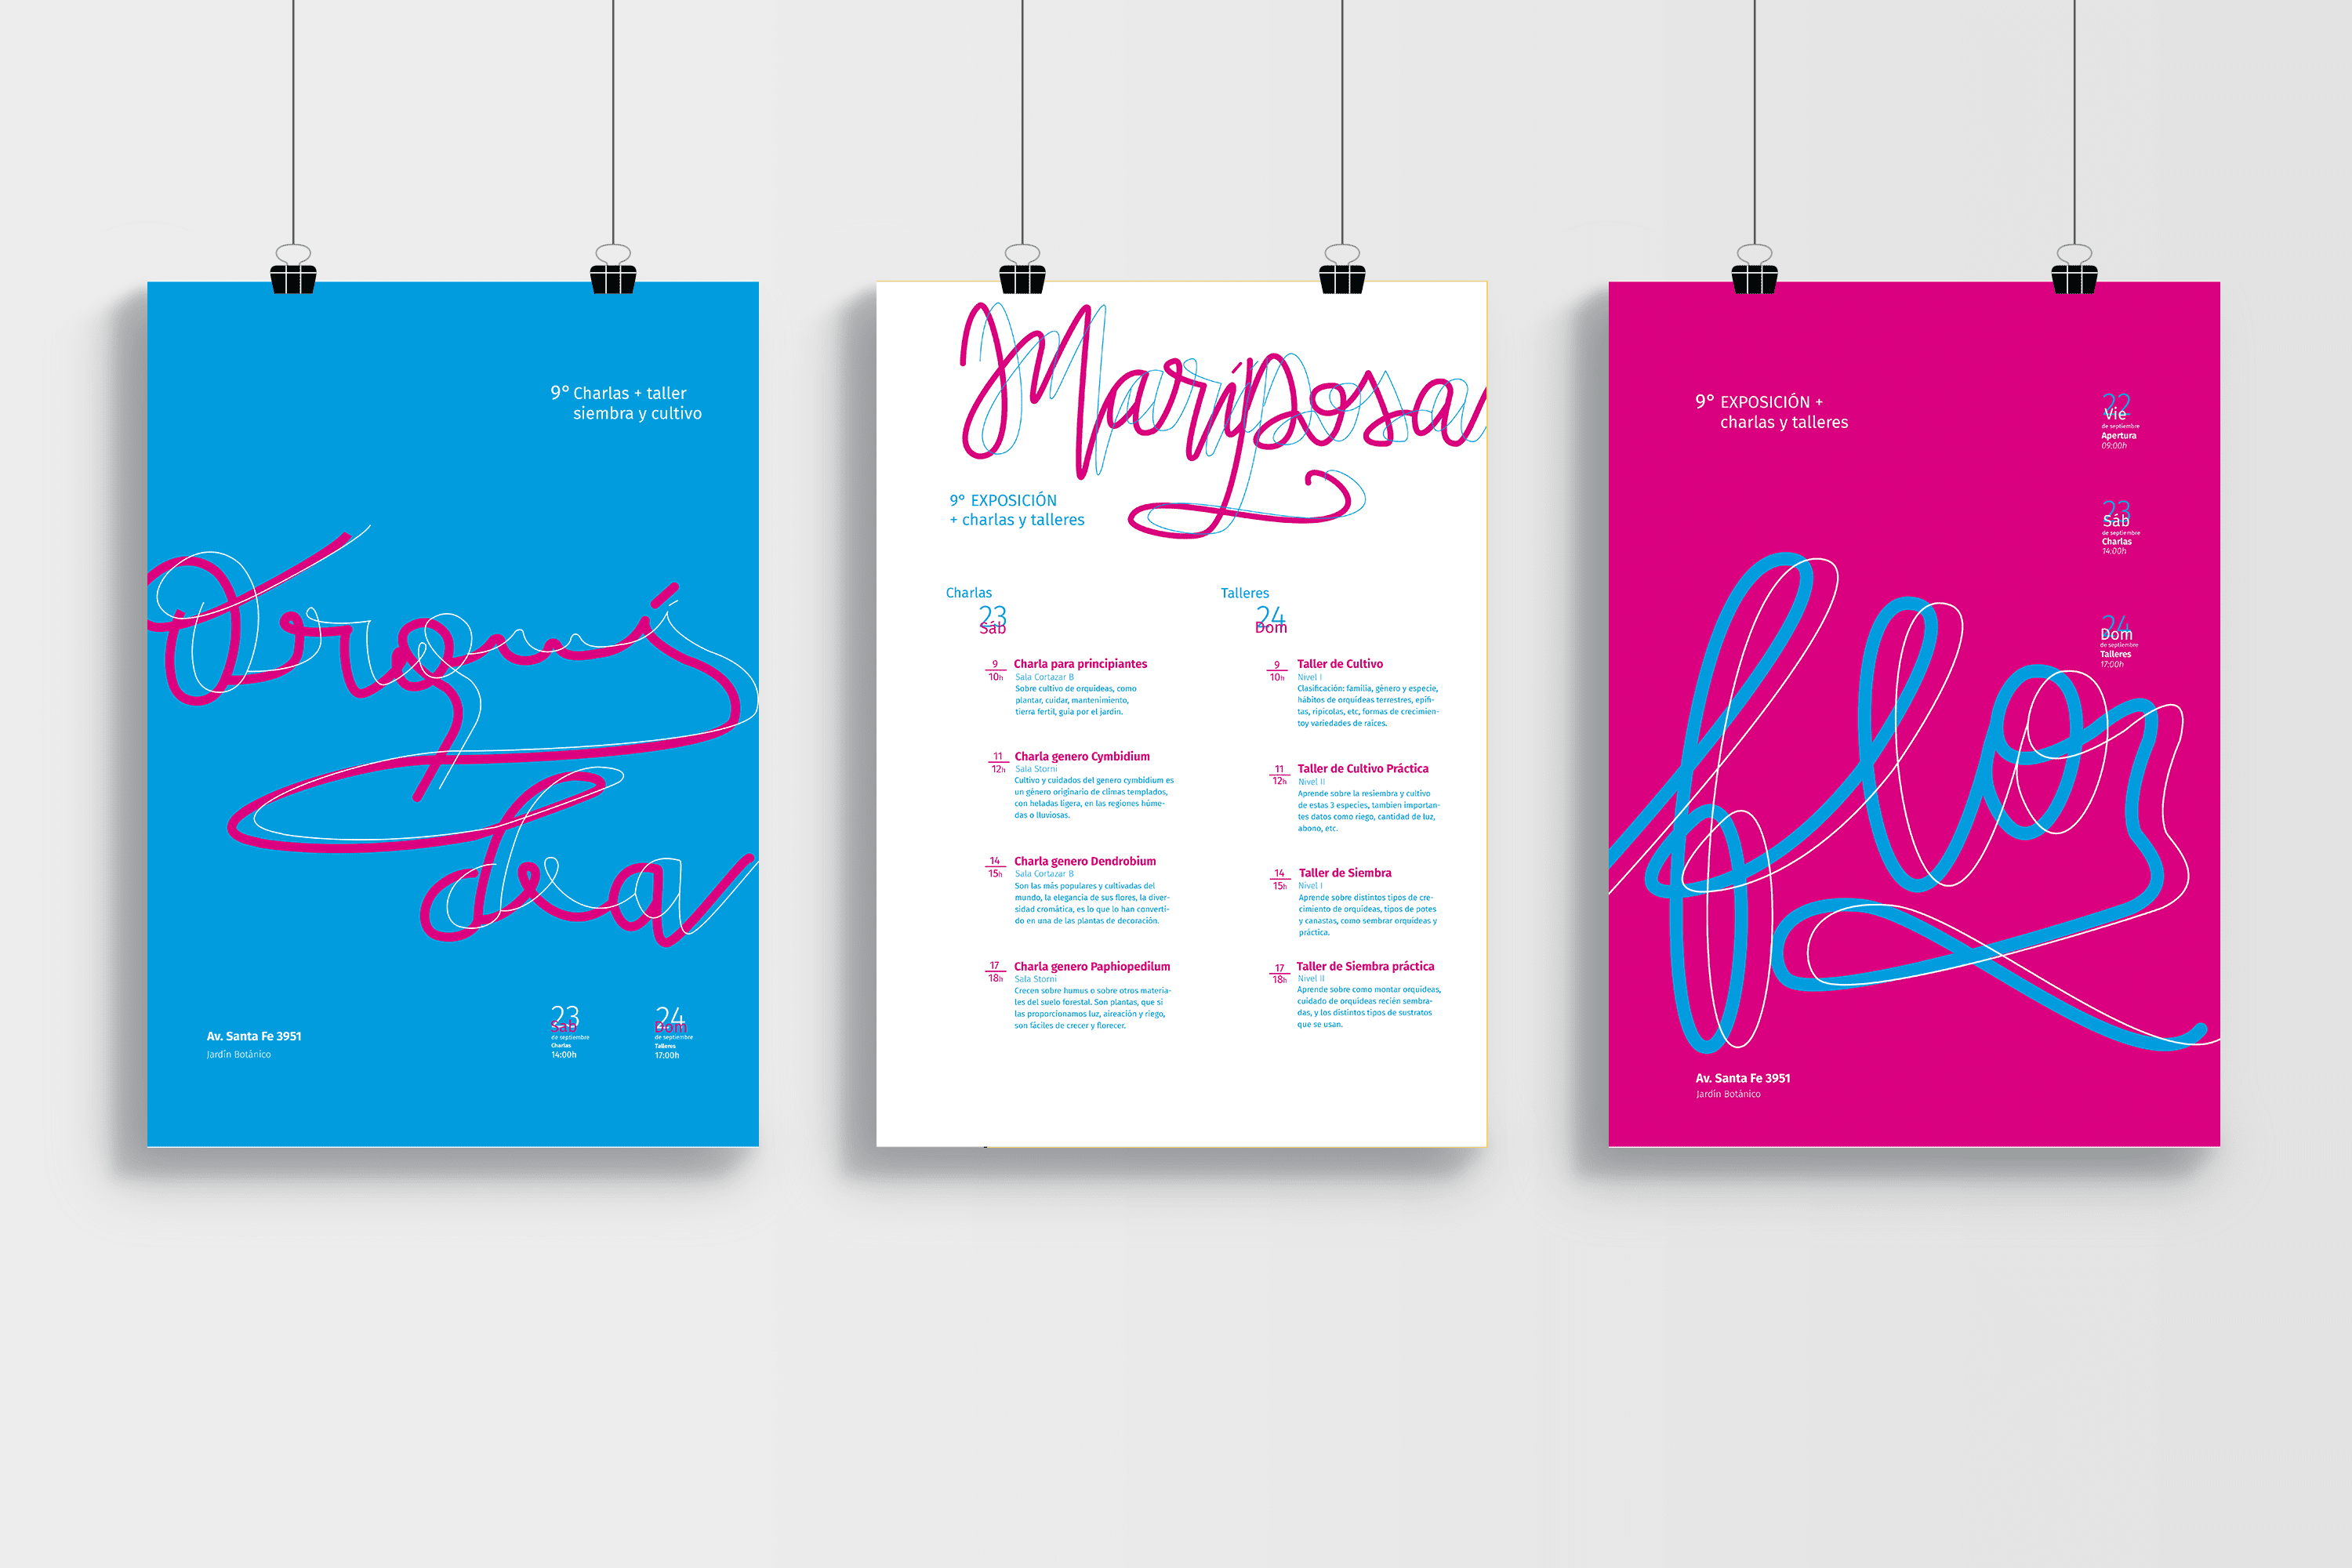 9° Charlas + taller
siembra y cultivo
Orquí
dea
Av. Santa Fe 3951
Jardín Botánico
23
Sáb
de septiembre
Charlas
14:00h
24
Dom
de septiembre
Talleres
17:00h
Mariposa
9° EXPOSICIÓN
+ charlas y talleres
Charlas
23
Sáb
9
10h
Charla para principiantes
Sala Cortazar B
Sobre cultivo de orquideas, como
plantar, cuidar, mantenimiento,
tierra fertil, guia por el jardin.
11
12h
Charla genero Cymbidium
Sala Storni
Cultivo y cuidados del genero cymbidium es
un género originario de climas templados,
con heladas ligera, en las regiones húme-
das o lluviosas.
14
15h
Charla genero Dendrobium
Sala Cortazar B
Son las más populares y cultivadas del
mundo, la elegancia de sus flores, la diver-
sidad cromática, es lo que lo han converti-
do en una de las plantas de decoración.
17
18h
Charla genero Paphiopedilum
Sala Storni
Crecen sobre humus o sobre otros materia-
les del suelo forestal. Son plantas, que si
las proporcionamos luz, aireación y riego,
son fáciles de crecer y florecer.
Talleres
24
Dom
9
10h
Taller de Cultivo
Nivel I
Clasificación: familia, género y especie,
hábitos de orquideas terrestres, epifi-
tas, ripicolas, etc, formas de crecimien-
toy variedades de raices.
11
12h
Taller de Cultivo Práctica
Nivel II
Aprende sobre la resiembra y cultivo
de estas 3 especies, tambien importan-
tes datos como riego, cantidad de luz,
abono, etc.
14
15h
Taller de Siembra
Nivel I
Aprende sobre distintos tipos de cre-
cimiento de orquideas, tipos de potes
y canastas, como sembrar orquideas y
práctica.
17
18h
Taller de Siembra práctica
Nivel II
Aprende sobre como montar orquideas,
cuidado de orquideas recién sembra-
das, y los distintos tipos de sustratos
que se usan.
9° EXPOSICIÓN +
charlas y talleres
22
Vie
de septiembre
Apertura
09:00h
23
Sáb
de septiembre
Charlas
14:00h
24
Dom
de septiembre
Talleres
17:00h
flor
Av. Santa Fe 3951
Jardín Botánico